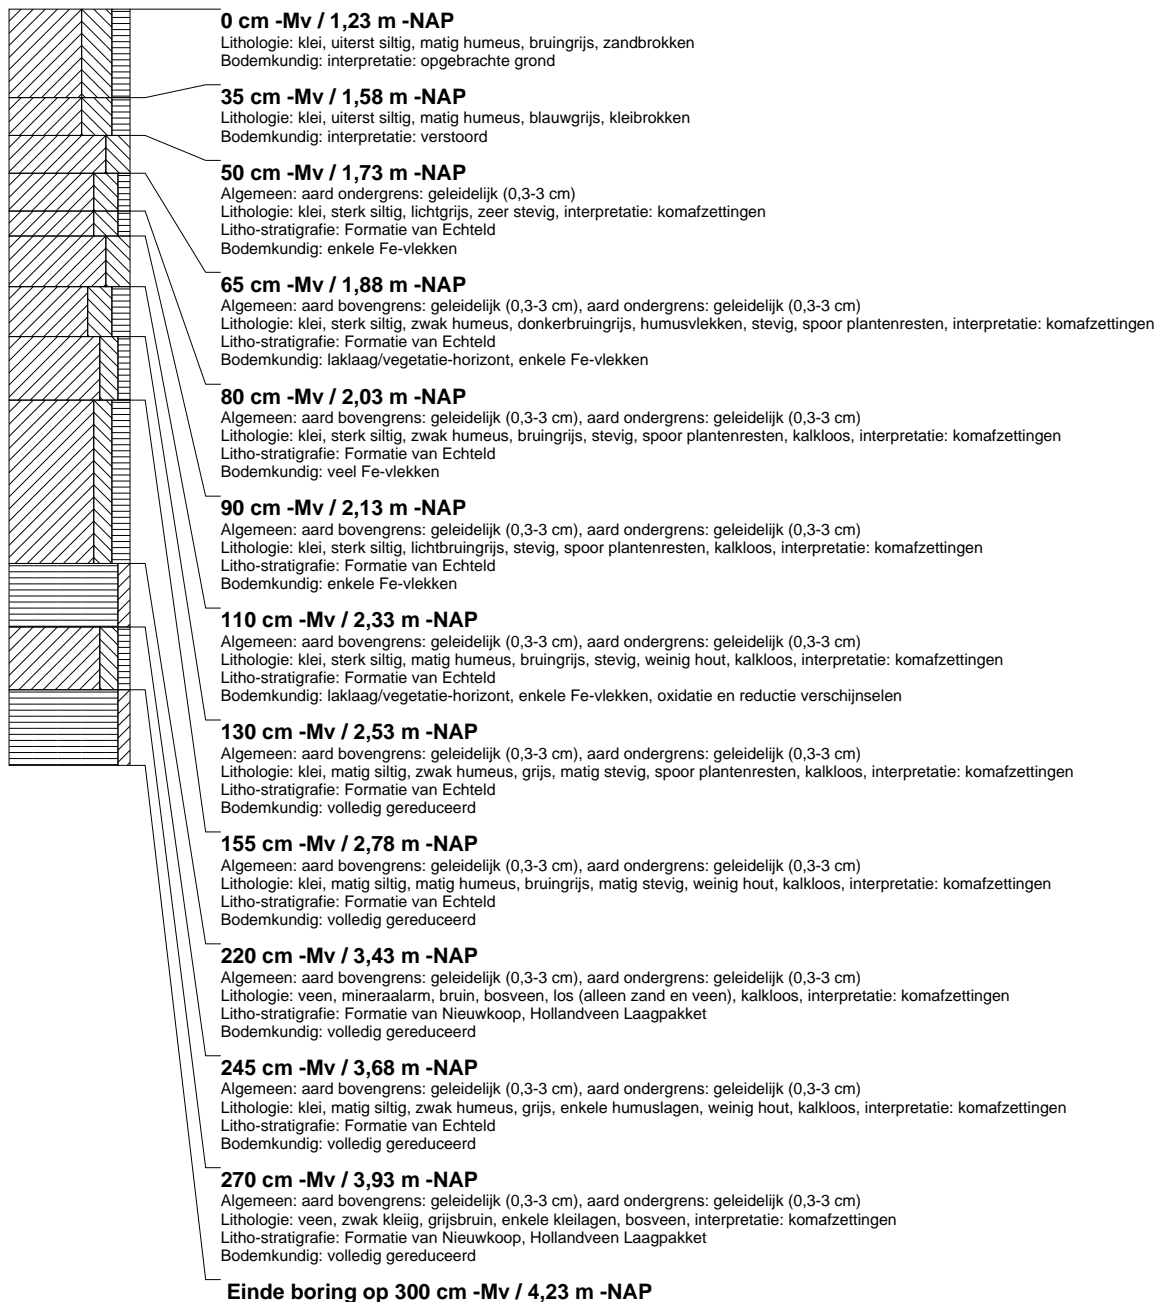 0 cm -Mv / 1,23 m -NAP
Lithologie: klei, uiterst siltig, matig humeus, bruingrijs, zandbrokken
Bodemkundig: interpretatie: opgebrachte grond
35 cm -Mv / 1,58 m -NAP
Lithologie: klei, uiterst siltig, matig humeus, blauwgrijs, kleibrokken
Bodemkundig: interpretatie: verstoord
50 cm -Mv / 1,73 m -NAP
Algemeen: aard ondergrens: geleidelijk (0,3-3 cm)
Lithologie: klei, sterk siltig, lichtgrijs, zeer stevig, interpretatie: komafzettingen
Litho-stratigrafie: Formatie van Echteld
Bodemkundig: enkele Fe-vlekken
65 cm -Mv / 1,88 m -NAP
Algemeen: aard bovengrens: geleidelijk (0,3-3 cm), aard ondergrens: geleidelijk (0,3-3 cm)
Lithologie: klei, sterk siltig, zwak humeus, donkerbruingrijs, humusvlekken, stevig, spoor plantenresten, interpretatie: komafzettingen
Litho-stratigrafie: Formatie van Echteld
Bodemkundig: laklaag/vegetatie-horizont, enkele Fe-vlekken
80 cm -Mv / 2,03 m -NAP
Algemeen: aard bovengrens: geleidelijk (0,3-3 cm), aard ondergrens: geleidelijk (0,3-3 cm)
Lithologie: klei, sterk siltig, zwak humeus, bruingrijs, stevig, spoor plantenresten, kalkloos, interpretatie: komafzettingen
Litho-stratigrafie: Formatie van Echteld
Bodemkundig: veel Fe-vlekken
90 cm -Mv / 2,13 m -NAP
Algemeen: aard bovengrens: geleidelijk (0,3-3 cm), aard ondergrens: geleidelijk (0,3-3 cm)
Lithologie: klei, sterk siltig, lichtbruingrijs, stevig, spoor plantenresten, kalkloos, interpretatie: komafzettingen
Litho-stratigrafie: Formatie van Echteld
Bodemkundig: enkele Fe-vlekken
110 cm -Mv / 2,33 m -NAP
Algemeen: aard bovengrens: geleidelijk (0,3-3 cm), aard ondergrens: geleidelijk (0,3-3 cm)
Lithologie: klei, sterk siltig, matig humeus, bruingrijs, stevig, weinig hout, kalkloos, interpretatie: komafzettingen
Litho-stratigrafie: Formatie van Echteld
Bodemkundig: laklaag/vegetatie-horizont, enkele Fe-vlekken, oxidatie en reductie verschijnselen
130 cm -Mv / 2,53 m -NAP
Algemeen: aard bovengrens: geleidelijk (0,3-3 cm), aard ondergrens: geleidelijk (0,3-3 cm)
Lithologie: klei, matig siltig, zwak humeus, grijs, matig stevig, spoor plantenresten, kalkloos, interpretatie: komafzettingen
Litho-stratigrafie: Formatie van Echteld
Bodemkundig: volledig gereduceerd
155 cm -Mv / 2,78 m -NAP
Algemeen: aard bovengrens: geleidelijk (0,3-3 cm), aard ondergrens: geleidelijk (0,3-3 cm)
Lithologie: klei, matig siltig, matig humeus, bruingrijs, matig stevig, weinig hout, kalkloos, interpretatie: komafzettingen
Litho-stratigrafie: Formatie van Echteld
Bodemkundig: volledig gereduceerd
220 cm -Mv / 3,43 m -NAP
Algemeen: aard bovengrens: geleidelijk (0,3-3 cm), aard ondergrens: geleidelijk (0,3-3 cm)
Lithologie: veen, mineraalarm, bruin, bosveen, los (alleen zand en veen), kalkloos, interpretatie: komafzettingen
Litho-stratigrafie: Formatie van Nieuwkoop, Hollandveen Laagpakket
Bodemkundig: volledig gereduceerd
245 cm -Mv / 3,68 m -NAP
Algemeen: aard bovengrens: geleidelijk (0,3-3 cm), aard ondergrens: geleidelijk (0,3-3 cm)
Lithologie: klei, matig siltig, zwak humeus, grijs, enkele humuslagen, weinig hout, kalkloos, interpretatie: komafzettingen
Litho-stratigrafie: Formatie van Echteld
Bodemkundig: volledig gereduceerd
270 cm -Mv / 3,93 m -NAP
Algemeen: aard bovengrens: geleidelijk (0,3-3 cm), aard ondergrens: geleidelijk (0,3-3 cm)
Lithologie: veen, zwak kleiig, grijsbruin, enkele kleilagen, bosveen, interpretatie: komafzettingen
Litho-stratigrafie: Formatie van Nieuwkoop, Hollandveen Laagpakket
Bodemkundig: volledig gereduceerd
Einde boring op 300 cm -Mv / 4,23 m -NAP